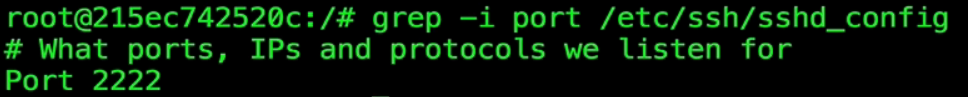 root@215ec742520c:/# grep -i port /etc/ssh/sshd_config
# What ports, IPs and protocols we listen for
Port 2222